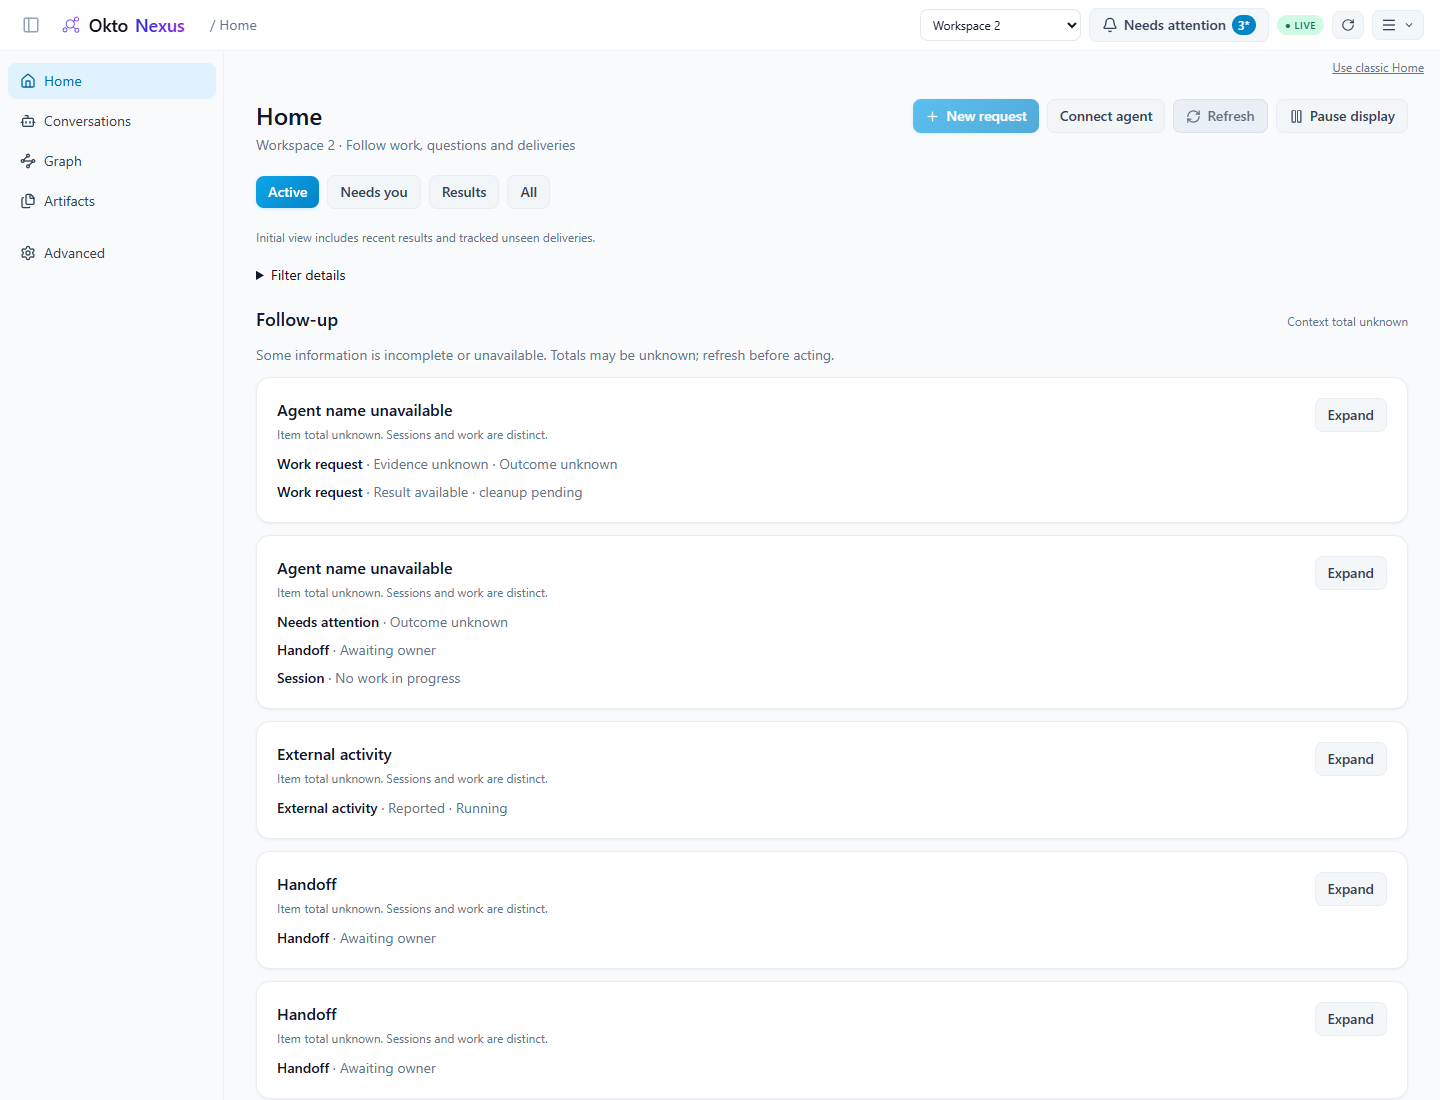 Okto Nexus / Home Workspace 2 Needs attention 3* • LIVE
Use classic Home
Home
Conversations
Graph
Artifacts
Advanced
Home
New request Connect agent Refresh Pause display
Workspace 2 · Follow work, questions and deliveries
Active Needs you Results All
Initial view includes recent results and tracked unseen deliveries.
Filter details
Follow-up
Context total unknown
Some information is incomplete or unavailable. Totals may be unknown; refresh before acting.
Agent name unavailable
Expand
Item total unknown. Sessions and work are distinct.
Work request · Evidence unknown · Outcome unknown
Work request · Result available · cleanup pending
Agent name unavailable
Expand
Item total unknown. Sessions and work are distinct.
Needs attention · Outcome unknown
Handoff · Awaiting owner
Session · No work in progress
External activity
Expand
Item total unknown. Sessions and work are distinct.
External activity · Reported · Running
Handoff
Expand
Item total unknown. Sessions and work are distinct.
Handoff · Awaiting owner
Handoff
Expand
Item total unknown. Sessions and work are distinct.
Handoff · Awaiting owner